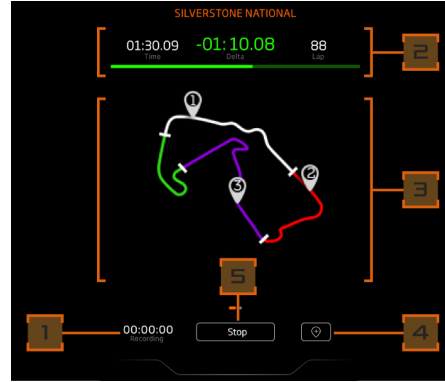 SILVERSTONE NATIONAL
01:30.09 -01:10.08 88
Time Delta Lap
2
1
2
3
3
5
1 00:00:00 Stop 4
Recording